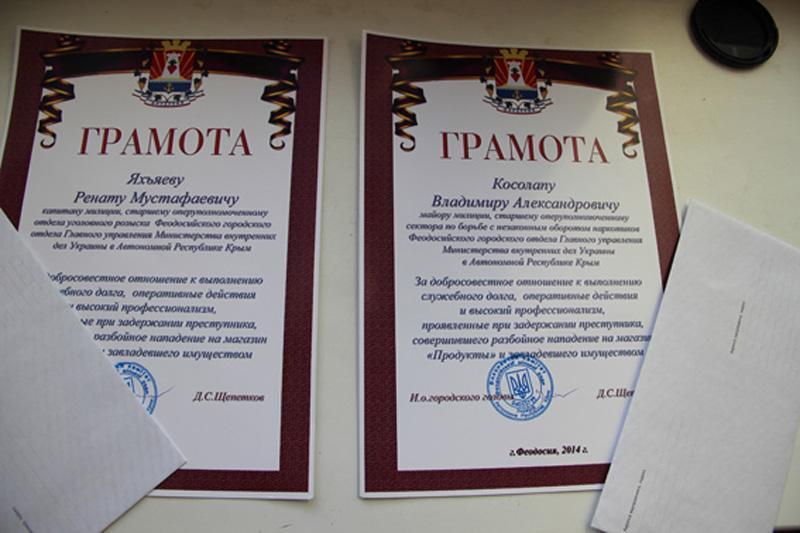 ГРАМОТА
Яхъяеву
Ренату Мустафаевичу
капитану милиции, старшему оперуполномоченному
отдела уголовного розыска Феодосийского городского
отдела Главного управления Министерства внутренних
дел Украины в Автономной Республике Крым
добросовестное отношение к выполнению
долга, оперативные действия
и высокий профессионализм,
при задержании преступника,
разбойное нападение на магазин
и завладевшего имуществом
Д.С.Щепетков
ГРАМОТА
Косолапу
Владимиру Александровичу
майору милиции, старшему оперуполномоченному
сектора по борьбе с незаконным оборотом наркотиков
Феодосийского городского отдела Главного управления
Министерства внутренних дел Украины
в Автономной Республике Крым
За добросовестное отношение к выполнению
служебного долга, оперативные действия
и высокий профессионализм,
проявленные при задержании преступника,
совершившего разбойное нападение на магазин
«Продукты» и завладевшего имуществом
И.о.городского головы Д.С.Щеп
г.Феодосия, 2014 г.